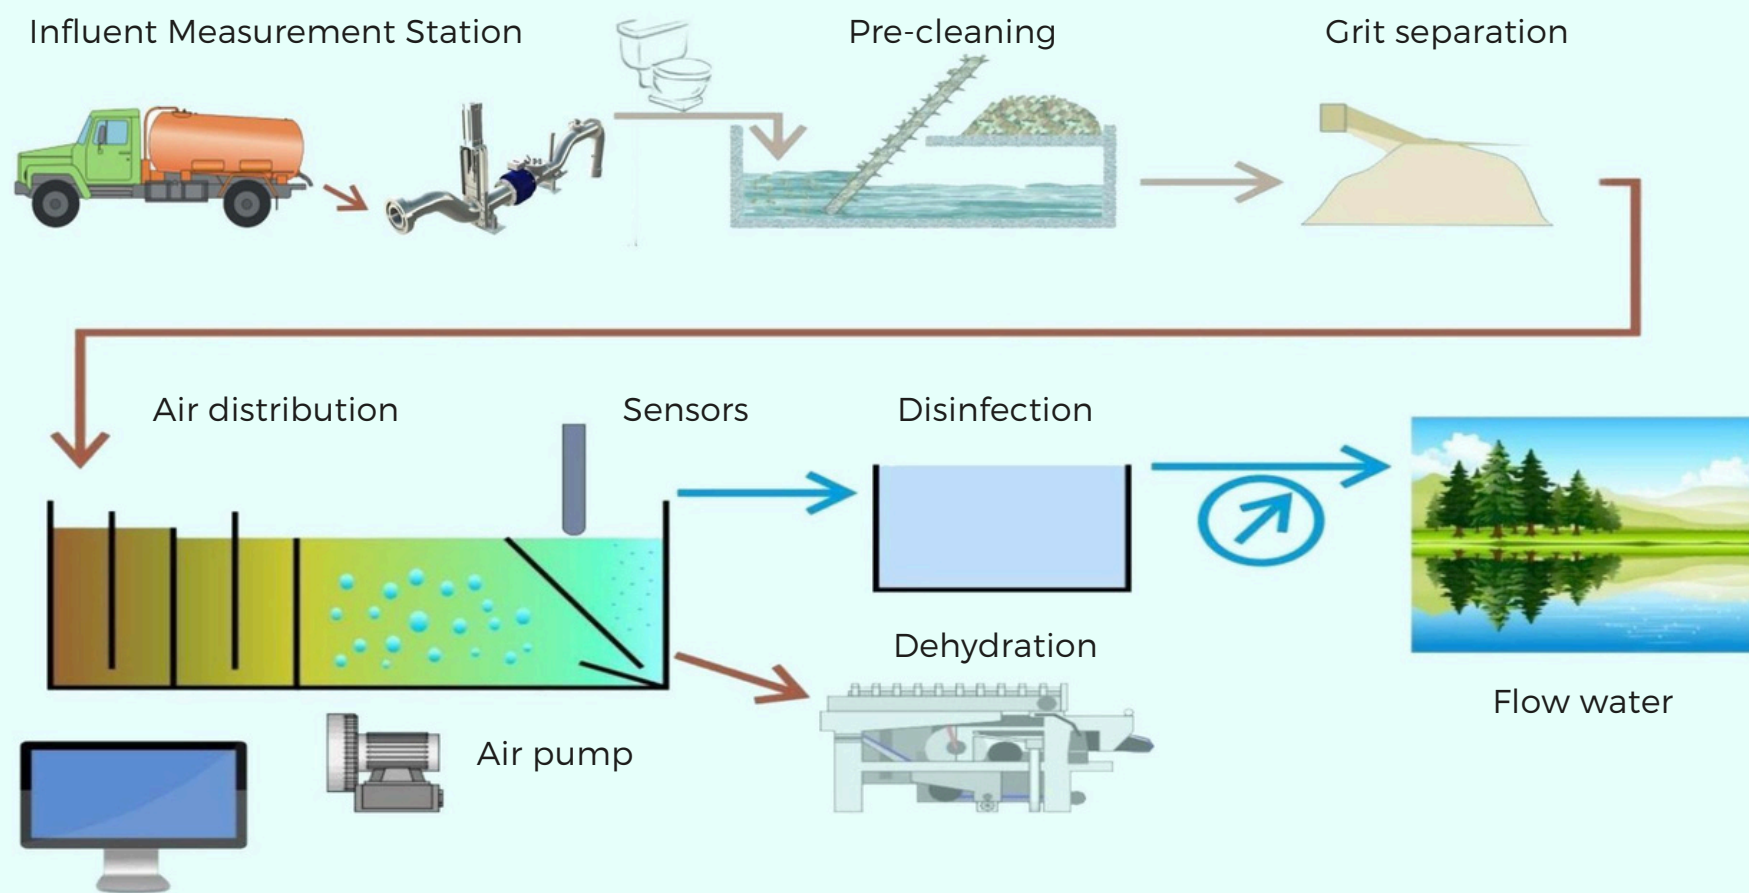 Influent Measurement Station
Pre-cleaning
Grit separation
Air distribution
Sensors
Disinfection
Dehydration
Flow water
Air pump